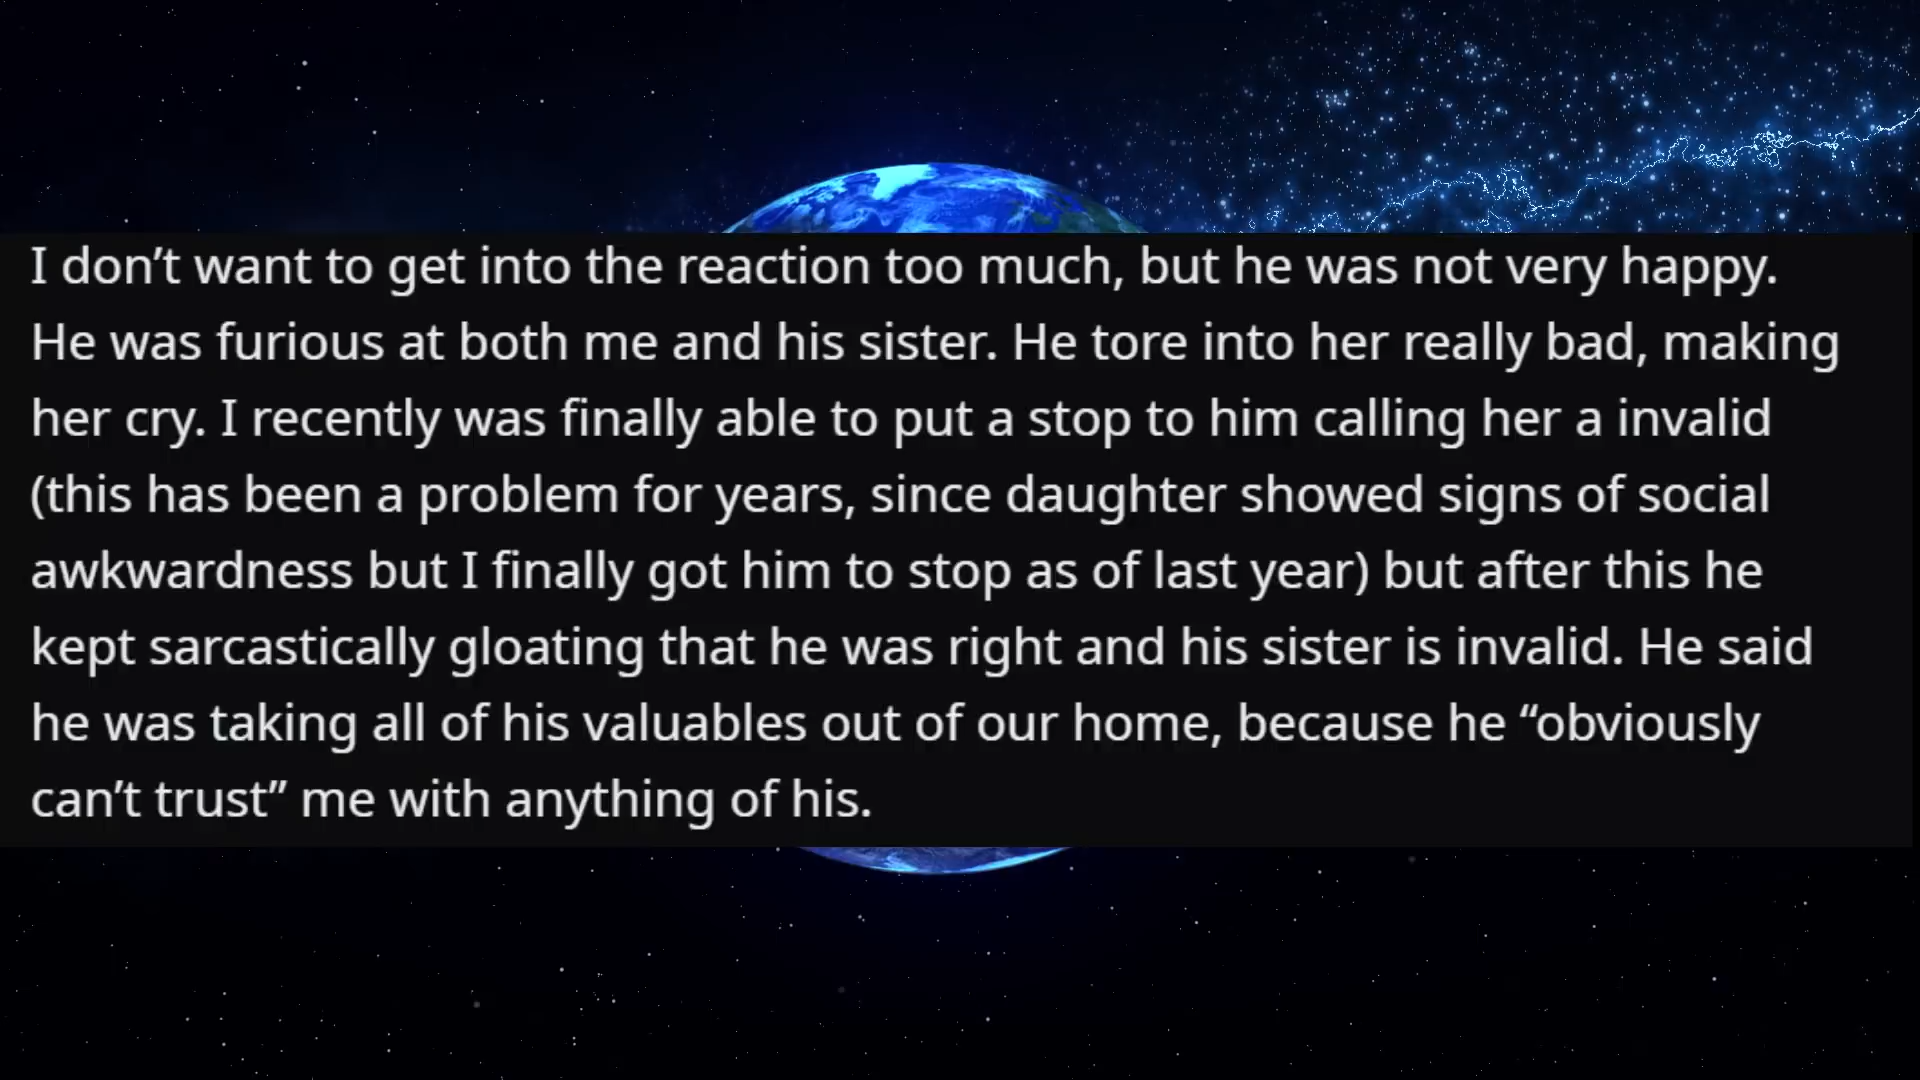 I don’t want to get into the reaction too much, but he was not very happy.
He was furious at both me and his sister. He tore into her really bad, making
her cry. I recently was finally able to put a stop to him calling her a invalid
(this has been a problem for years, since daughter showed signs of social
awkwardness but I finally got him to stop as of last year) but after this he
kept sarcastically gloating that he was right and his sister is invalid. He said
he was taking all of his valuables out of our home, because he “obviously
can’t trust” me with anything of his.